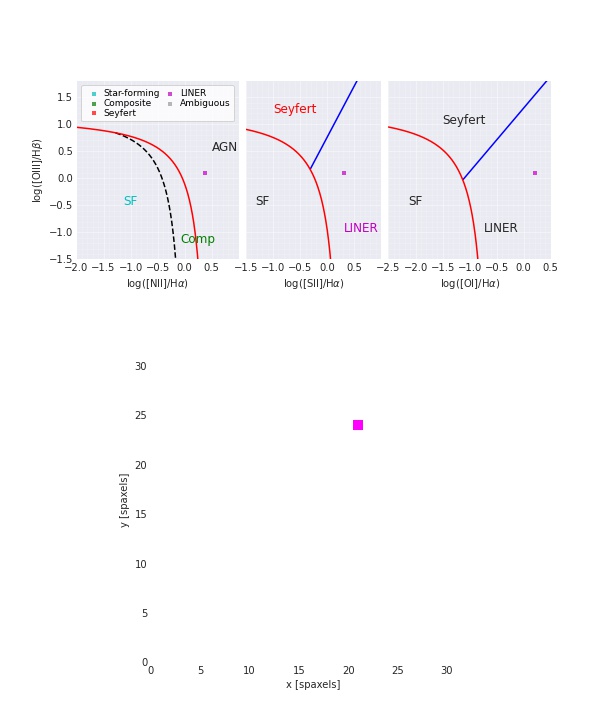 Star-forming
Composite
Seyfert
LINER
Ambiguous
1.5
1.0
0.5
0.0
−0.5
−1.0
−1.5
log([OIII]/Hβ)
AGN
SF
Comp
−2.0 −1.5 −1.0 −0.5 0.0 0.5
log([NII]/Hα)
Seyfert
SF
LINER
−1.5 −1.0 −0.5 0.0 0.5
log([SII]/Hα)
Seyfert
SF
LINER
−2.5 −2.0 −1.5 −1.0 −0.5 0.0 0.5
log([OI]/Hα)
30
25
20
15
10
5
0
y [spaxels]
0 5 10 15 20 25 30
x [spaxels]